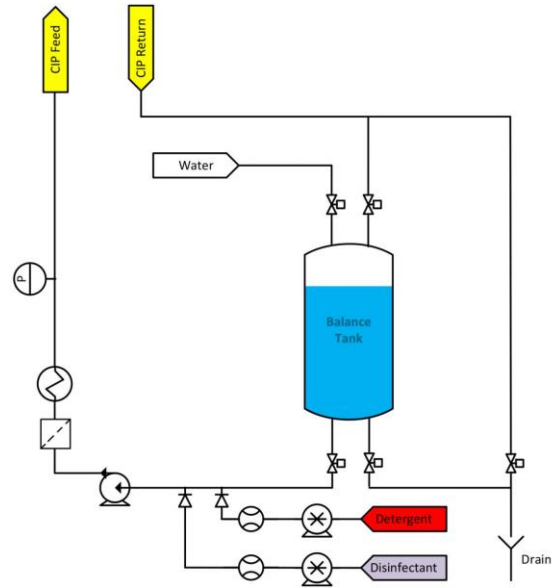 CIP Feed
CIP Return
Water
P
Balance
Tank
Detergent
Disinfectant
Drain